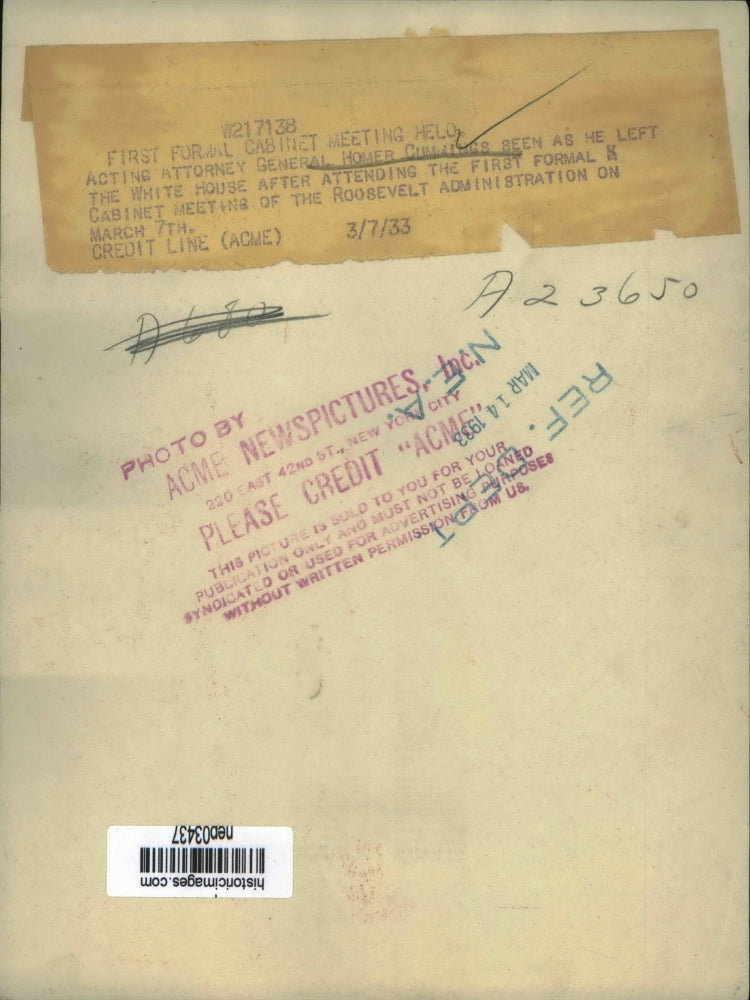 W217138
FIRST FORMAL CABINET MEETING HELD.
ACTING ATTORNEY GENERAL HOMER CUMMINGS SEEN AS HE LEFT
THE WHITE HOUSE AFTER ATTENDING THE FIRST FORMAL
CABINET MEETING OF THE ROOSEVELT ADMINISTRATION ON
MARCH 7TH.
CREDIT LINE (ACME) 3/7/33
A23650
A680
PHOTO BY
ACME NEWSPICTURES, Inc.
220 EAST 42ND ST., NEW YORK CITY
PLEASE CREDIT "ACME"
THIS PICTURE IS SOLD TO YOU FOR YOUR
PUBLICATION ONLY AND MUST NOT BE LOANED
SYNDICATED OR USED FOR ADVERTISING PURPOSES
WITHOUT WRITTEN PERMISSION FROM US.
N.E.A.
MAR 14 1933
REF. DEPT
nep03437
historicimages.com